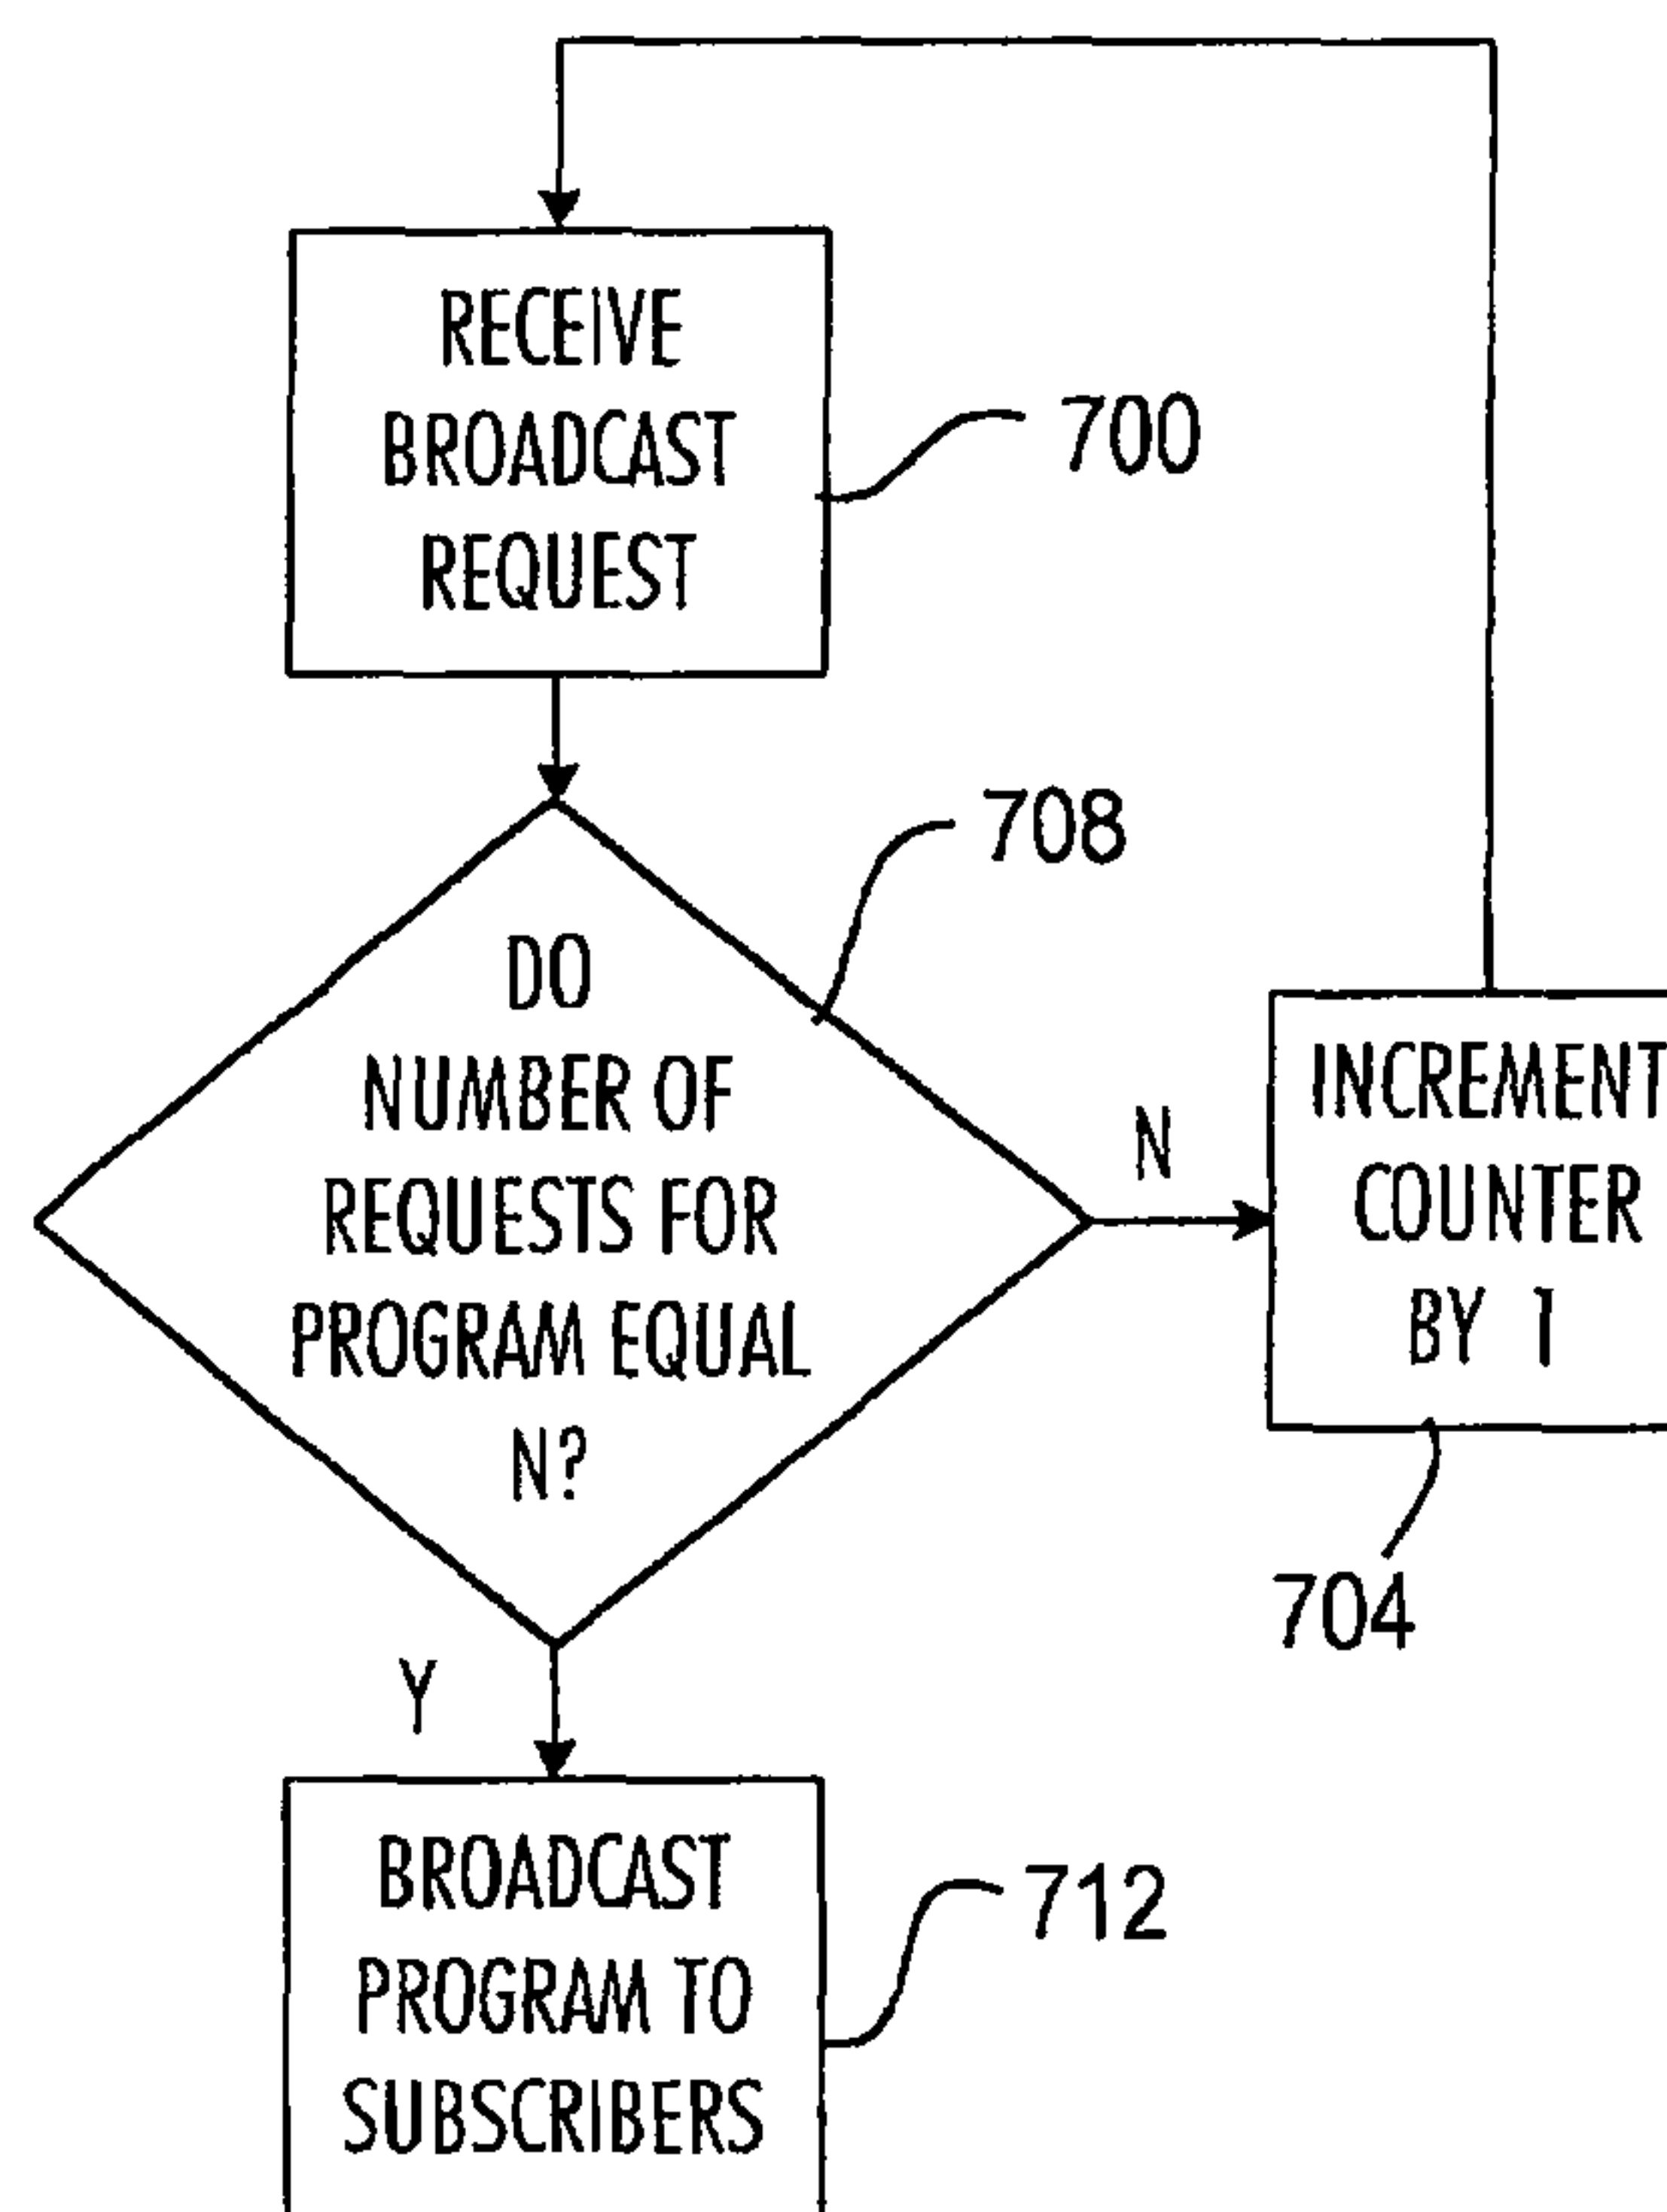 RECEIVE
BROADCAST
REQUEST
700
708
DO
NUMBER OF
REQUESTS FOR
PROGRAM EQUAL
N?
N
INCREMENT
COUNTER
BY 1
704
Y
BROADCAST
PROGRAM TO
SUBSCRIBERS
712